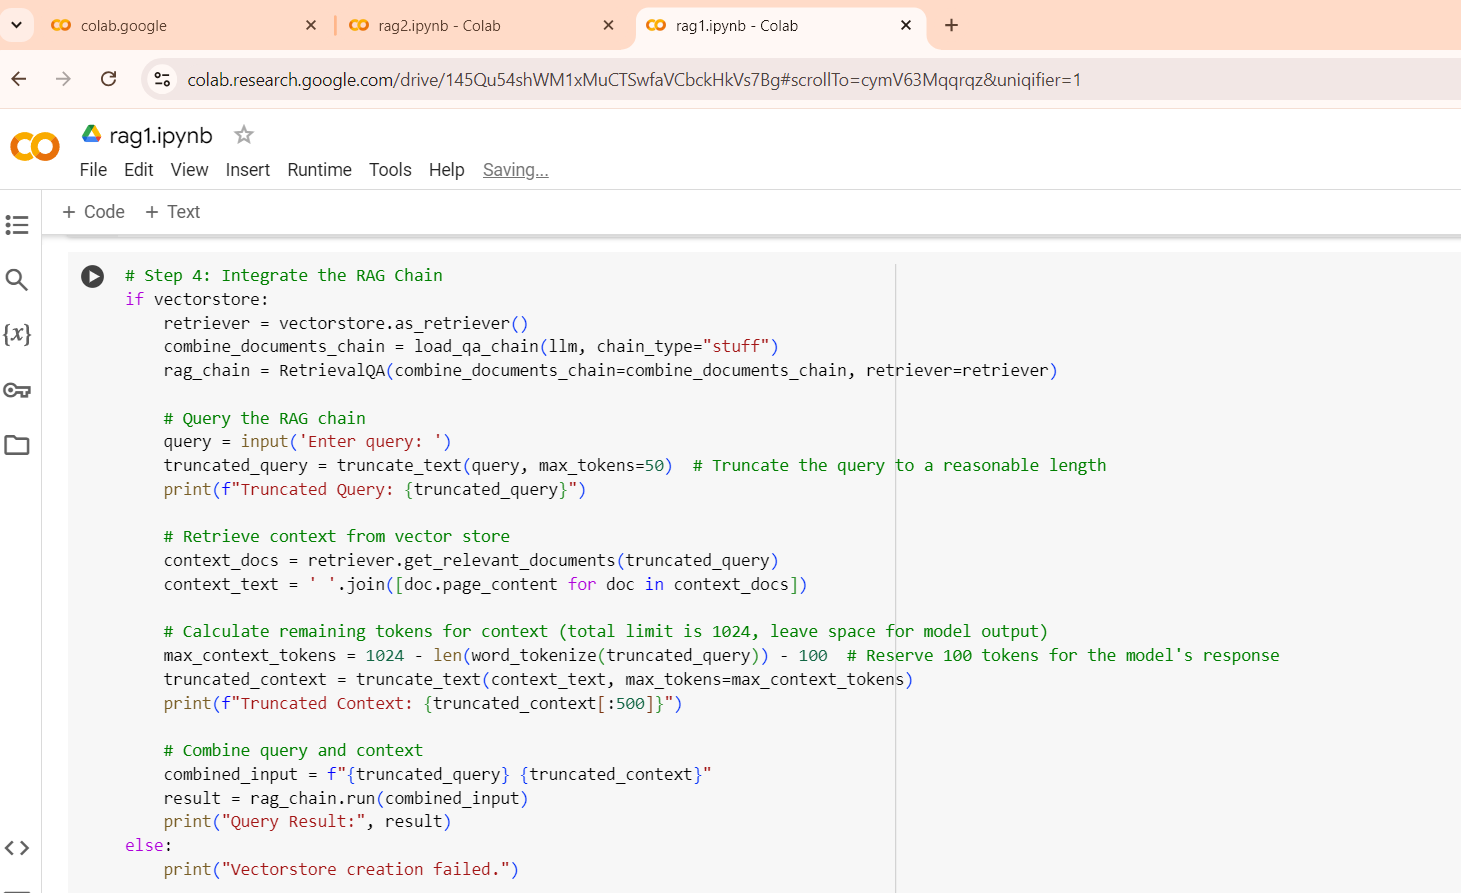 colab.google
rag2.ipynb - Colab
rag1.ipynb - Colab
colab.research.google.com/drive/145Qu54shWM1xMuCTSwfaVCbckHkVs7Bg#scrollTo=cymV63Mqqrqz&uniqifier=1
rag1.ipynb
File Edit View Insert Runtime Tools Help Saving...
+ Code + Text
{x}
# Step 4: Integrate the RAG Chain
if vectorstore:
    retriever = vectorstore.as_retriever()
    combine_documents_chain = load_qa_chain(llm, chain_type="stuff")
    rag_chain = RetrievalQA(combine_documents_chain=combine_documents_chain, retriever=retriever)
    # Query the RAG chain
    query = input('Enter query: ')
    truncated_query = truncate_text(query, max_tokens=50)  # Truncate the query to a reasonable length
    print(f"Truncated Query: {truncated_query}")
    # Retrieve context from vector store
    context_docs = retriever.get_relevant_documents(truncated_query)
    context_text = ' '.join([doc.page_content for doc in context_docs])
    # Calculate remaining tokens for context (total limit is 1024, leave space for model output)
    max_context_tokens = 1024 - len(word_tokenize(truncated_query)) - 100  # Reserve 100 tokens for the model's response
    truncated_context = truncate_text(context_text, max_tokens=max_context_tokens)
    print(f"Truncated Context: {truncated_context[:500]}")
    # Combine query and context
    combined_input = f"{truncated_query} {truncated_context}"
    result = rag_chain.run(combined_input)
    print("Query Result:", result)
else:
    print("Vectorstore creation failed.")